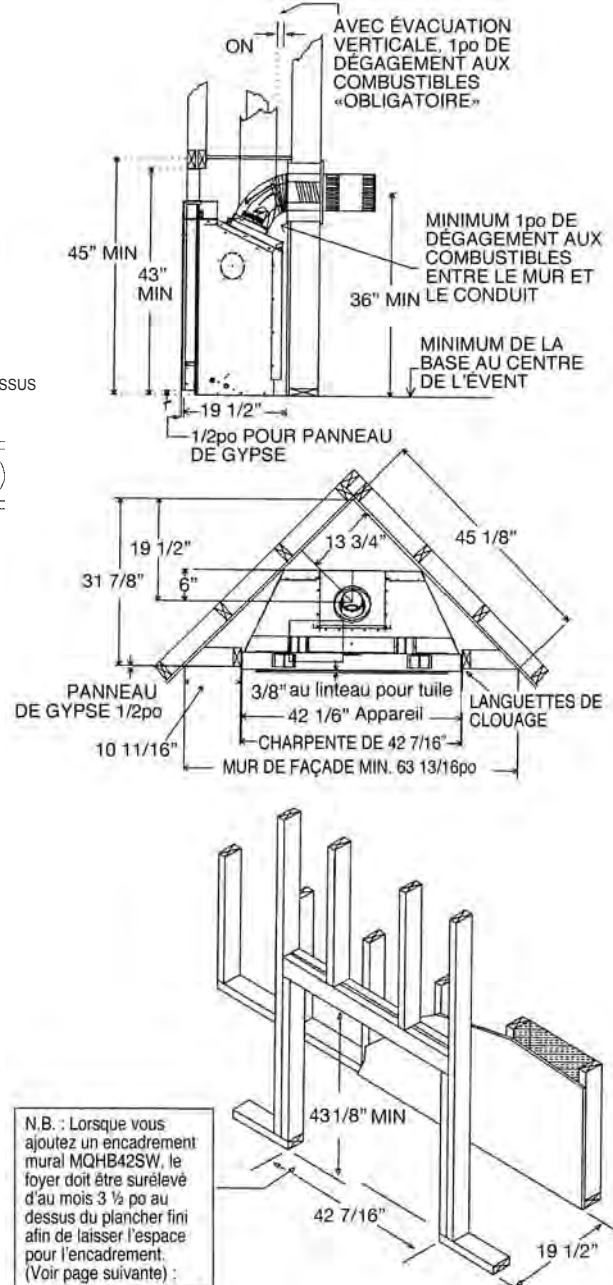 AVEC ÉVACUATION
VERTICALE, 1po DE
DÉGAGEMENT AUX
COMBUSTIBLES
«OBLIGATOIRE»
ON
45" MIN
43"
MIN
36" MIN
MINIMUM 1po DE
DÉGAGEMENT AUX
COMBUSTIBLES
ENTRE LE MUR ET
LE CONDUIT
MINIMUM DE LA
BASE AU CENTRE
DE L'ÉVENT
SSUS
1"
19 1/2"
1/2po POUR PANNEAU
DE GYPSE
19 1/2"
13 3/4"
45 1/8"
31 7/8"
6"
PANNEAU
DE GYPSE 1/2po
3/8" au linteau pour tuile
LANGUETTES DE
CLOUAGE
42 1/6" Appareil
10 11/16"
CHARPENTE DE 42 7/16"
MUR DE FAÇADE MIN. 63 13/16po
431/8" MIN
42 7/16"
19 1/2"
N.B. : Lorsque vous
ajoutez un encadrement
mural MQHB42SW, le
foyer doit être surélevé
d'au mois 3 ½ po au
dessus du plancher fini
afin de laisser l'espace
pour l'encadrement.
(Voir page suivante) :